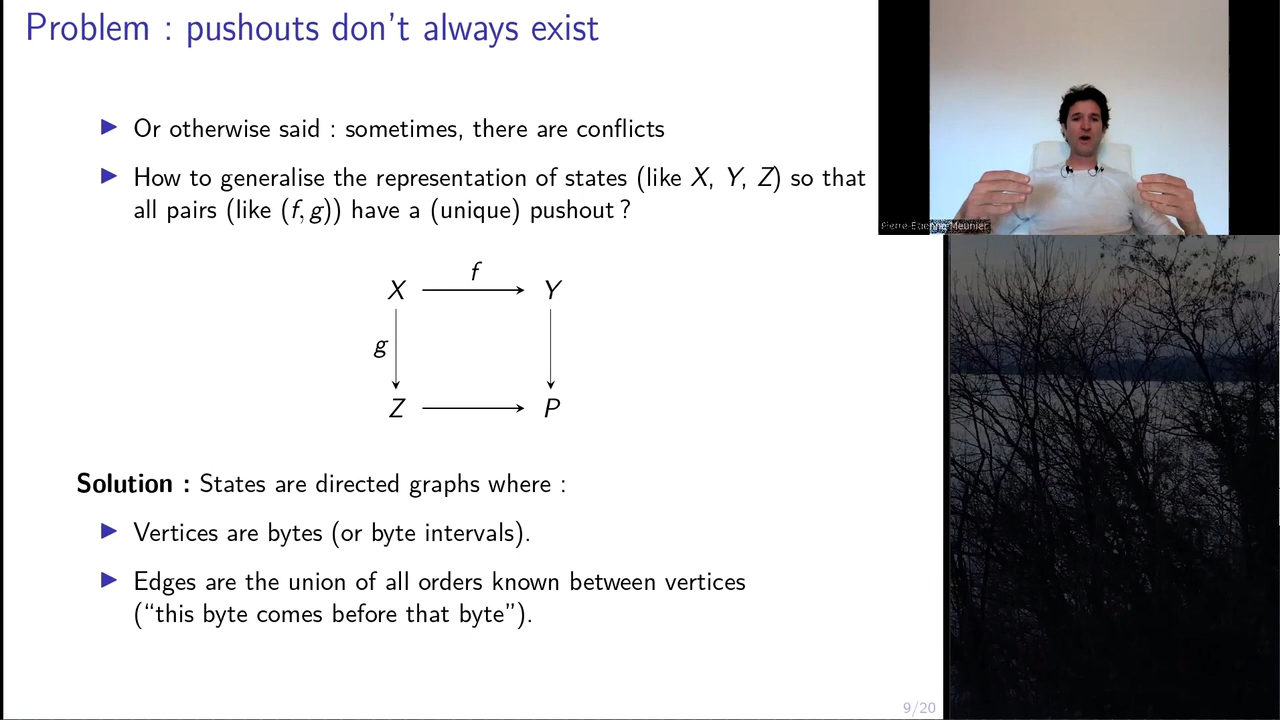 Problem : pushouts don't always exist
▶ Or otherwise said : sometimes, there are conflicts
▶ How to generalise the representation of states (like X, Y, Z) so that
all pairs (like (f, g)) have a (unique) pushout ?
f
X Y
g
Z P
Solution : States are directed graphs where :
▶ Vertices are bytes (or byte intervals).
▶ Edges are the union of all orders known between vertices
(“this byte comes before that byte”).
9/20
Pierre-Étienne Meunier